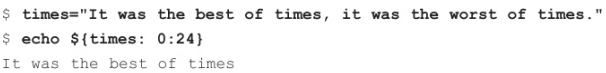 $ times="It was the best of times, it was the worst of times."
$ echo ${times: 0:24}
It was the best of times